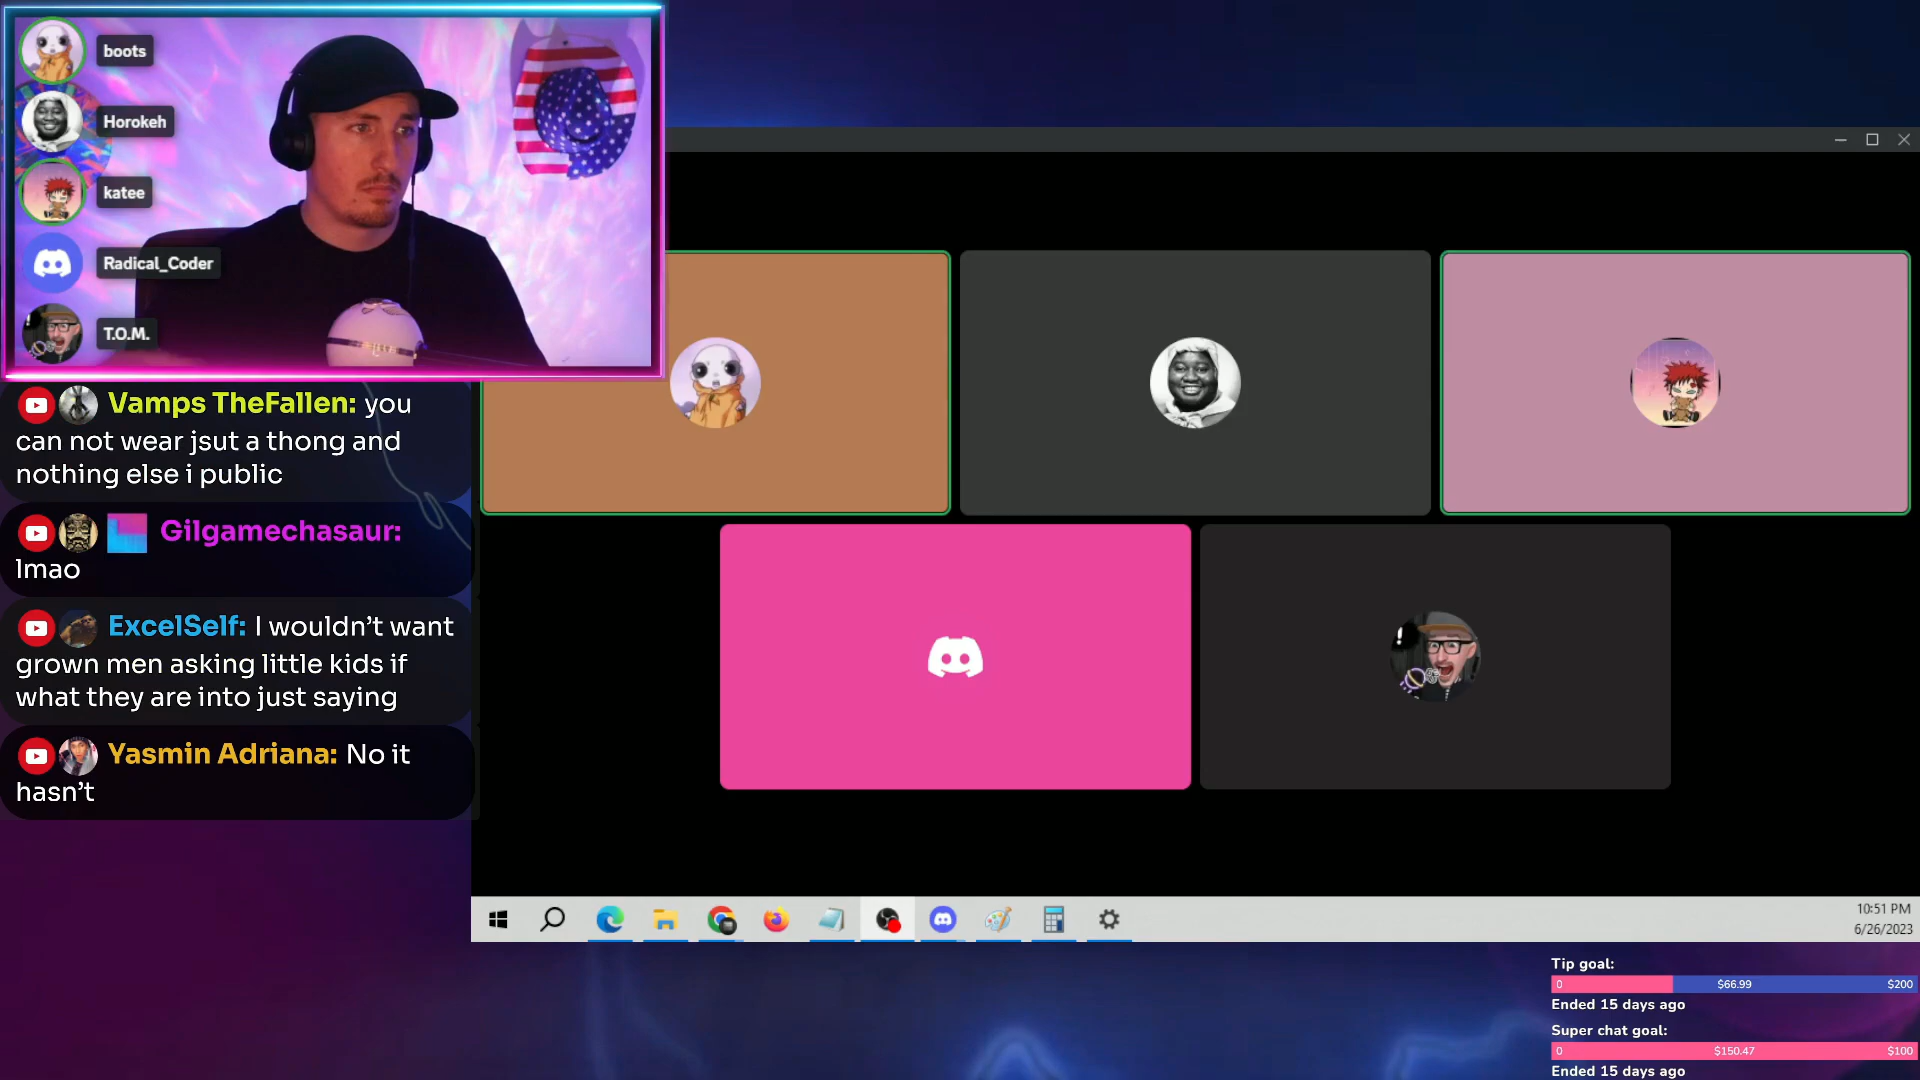 boots
Horokeh
katee
Radical_Coder
T.O.M.
Vamps TheFallen: you
can not wear jsut a thong and
nothing else i public
Gilgamechasaur:
lmao
ExcelSelf: I wouldn't want
grown men asking little kids if
what they are into just saying
Yasmin Adriana: No it
hasn't
10:51 PM
6/26/2023
Tip goal:
0 $66.99 $200
Ended 15 days ago
Super chat goal:
0 $150.47 $100
Ended 15 days ago